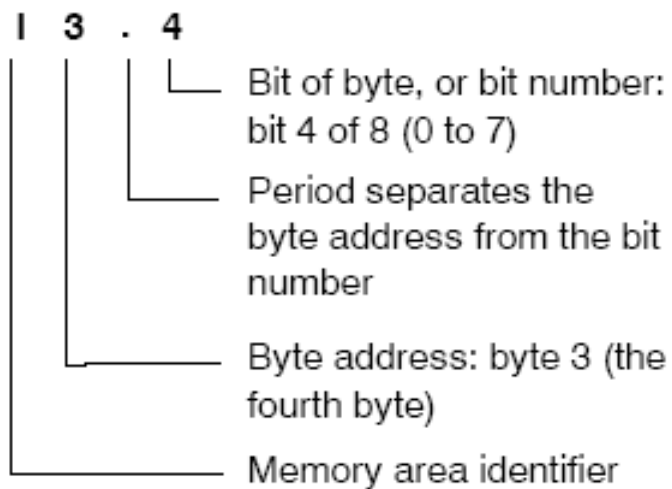 I 3 . 4
Bit of byte, or bit number:
bit 4 of 8 (0 to 7)
Period separates the
byte address from the bit
number
Byte address: byte 3 (the
fourth byte)
Memory area identifier